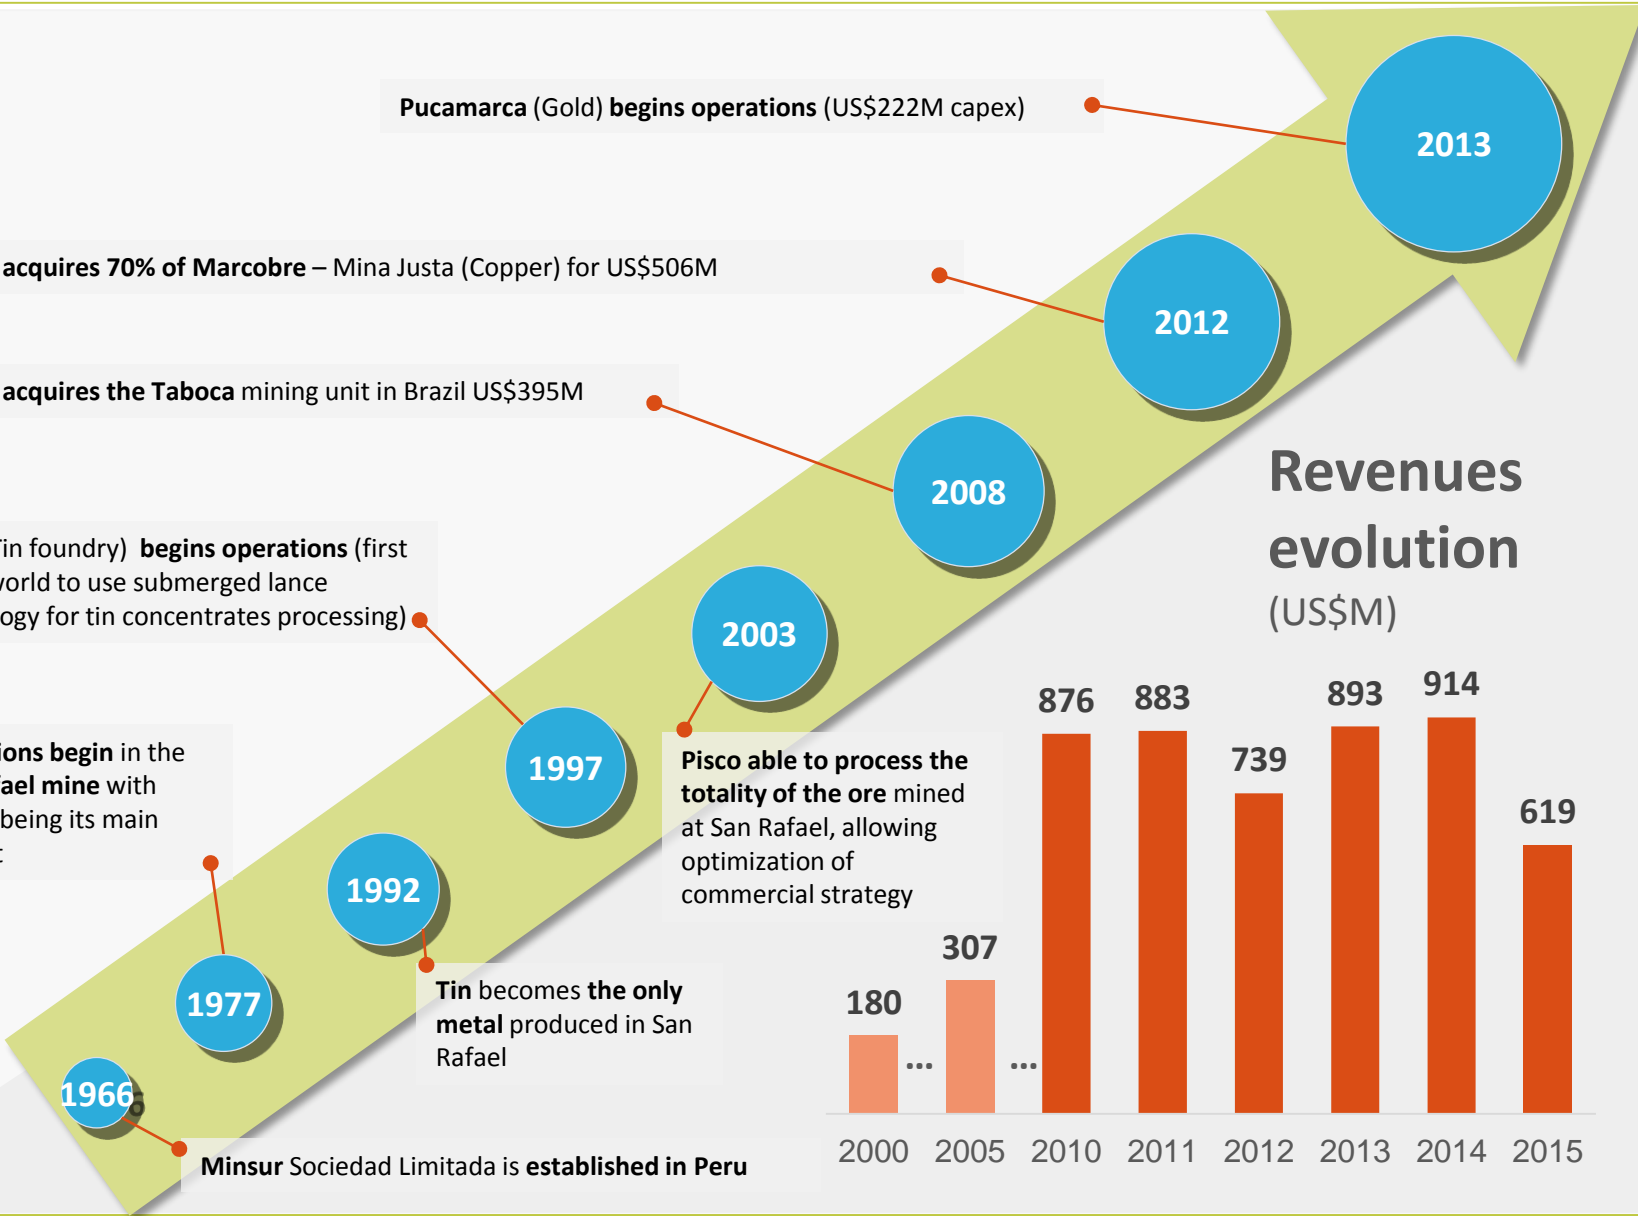 Pucamarca (Gold) begins operations (US$222M capex)
2013
acquires 70% of Marcobre – Mina Justa (Copper) for US$506M
2012
acquires the Taboca mining unit in Brazil US$395M
2008
in foundry) begins operations (first
world to use submerged lance
ogy for tin concentrates processing)
2003
Pisco able to process the
totality of the ore mined
at San Rafael, allowing
optimization of
commercial strategy
1997
ions begin in the
ael mine with
being its main
1992
Tin becomes the only
metal produced in San
Rafael
1977
1966
Minsur Sociedad Limitada is established in Peru
Revenues
evolution
(US$M)
180
...
307
...
876
883
739
893
914
619
2000 2005 2010 2011 2012 2013 2014 2015